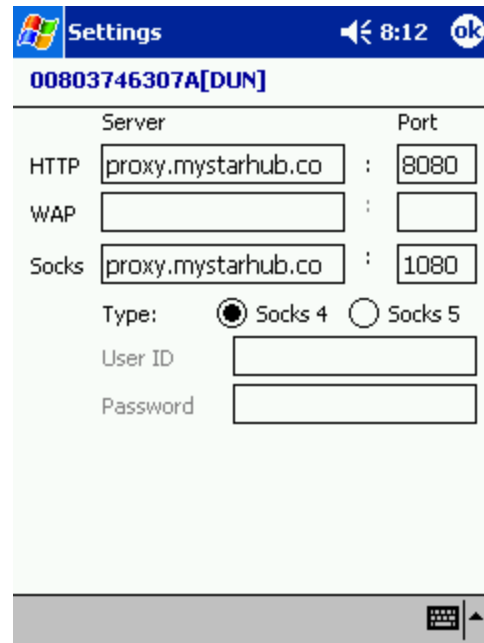 Settings 8:12 ok
00803746307A[DUN]
Server Port
HTTP proxy.mystarhub.co : 8080
WAP :
Socks proxy.mystarhub.co : 1080
Type: Socks 4 Socks 5
User ID
Password